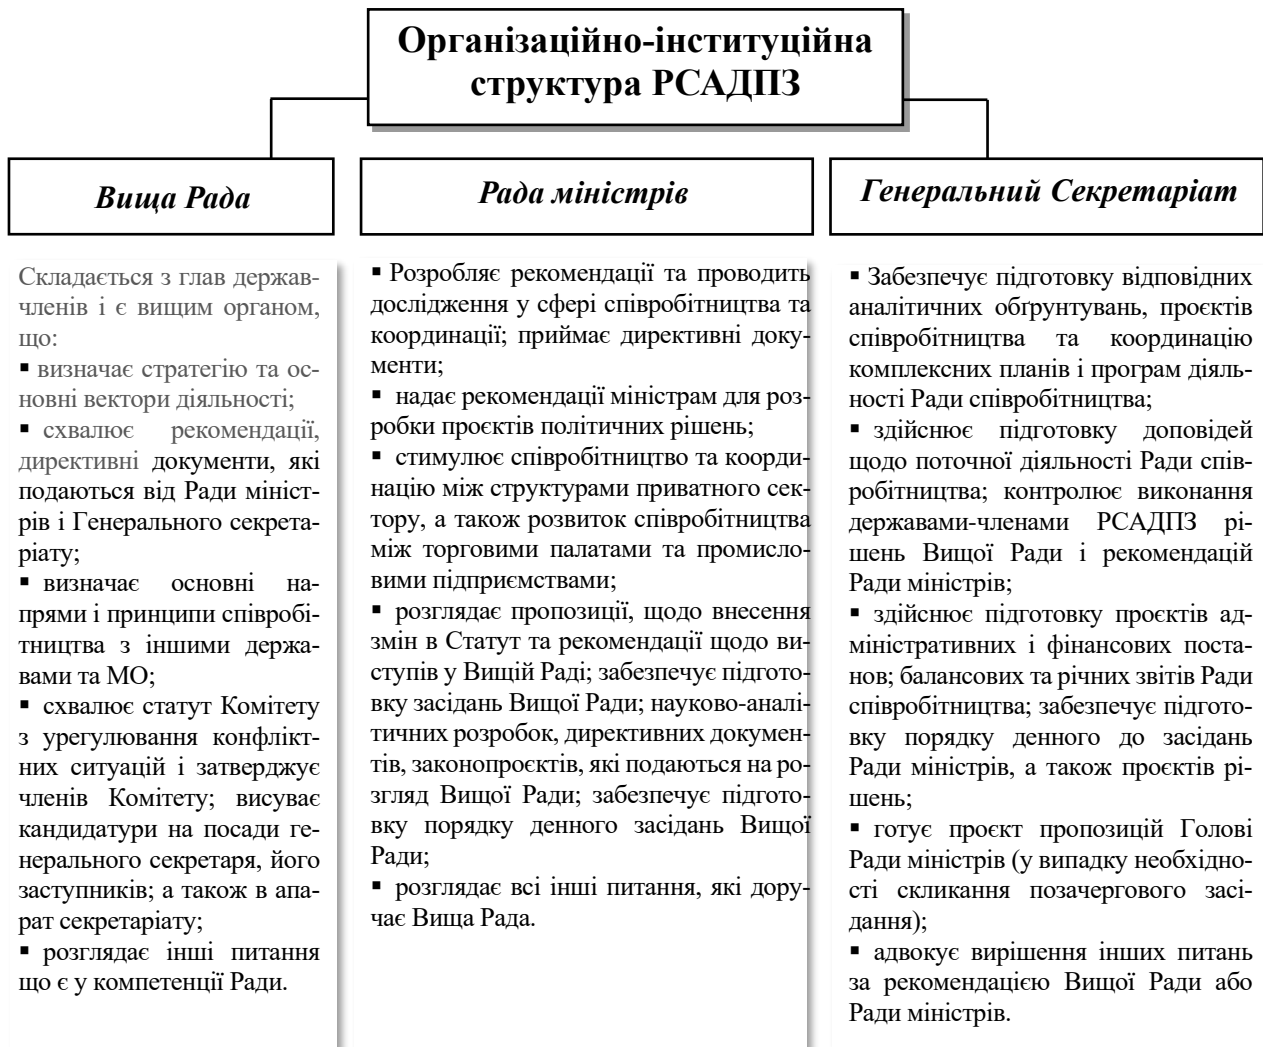 Організаційно-інституційна
структура РСАДПЗ
Вища Рада
Рада міністрів
Генеральний Секретаріат
Складається з глав держав-
членів і є вищим органом,
що:
▪ визначає стратегію та ос-
новні вектори діяльності;
▪ схвалює рекомендації,
директивні документи, які
подаються від Ради мініст-
рів і Генерального секрета-
ріату;
▪ визначає основні на-
прями і принципи співробі-
тництва з іншими держа-
вами та МО;
▪ схвалює статут Комітету
з урегулювання конфлікт-
них ситуацій і затверджує
членів Комітету; висуває
кандидатури на посади ге-
нерального секретаря, його
заступників; а також в апа-
рат секретаріату;
▪ розглядає інші питання
що є у компетенції Ради.
▪ Розробляє рекомендації та проводить
дослідження у сфері співробітництва та
координації; приймає директивні доку-
менти;
▪ надає рекомендації міністрам для роз-
робки проєктів політичних рішень;
▪ стимулює співробітництво та коорди-
націю між структурами приватного сек-
тору, а також розвиток співробітництва
між торговими палатами та промисло-
вими підприємствами;
▪ розглядає пропозиції, щодо внесення
змін в Статут та рекомендації щодо ви-
ступів у Вищій Раді; забезпечує підгото-
вку засідань Вищої Ради; науково-аналі-
тичних розробок, директивних докумен-
тів, законопроєктів, які подаються на ро-
згляд Вищої Ради; забезпечує підгото-
вку порядку денного засідань Вищої
Ради;
▪ розглядає всі інші питання, які дору-
чає Вища Рада.
▪ Забезпечує підготовку відповідних
аналітичних обґрунтувань, проєктів
співробітництва та координацію
комплексних планів і програм діяль-
ності Ради співробітництва;
▪ здійснює підготовку доповідей
щодо поточної діяльності Ради спів-
робітництва; контролює виконання
державами-членами РСАДПЗ рі-
шень Вищої Ради і рекомендацій
Ради міністрів;
▪ здійснює підготовку проєктів ад-
міністративних і фінансових поста-
нов; балансових та річних звітів Ради
співробітництва; забезпечує підгото-
вку порядку денного до засідань
Ради міністрів, а також проєктів рі-
шень;
▪ готує проєкт пропозицій Голові
Ради міністрів (у випадку необхідно-
сті скликання позачергового засі-
дання);
▪ адвокує вирішення інших питань
за рекомендацією Вищої Ради або
Ради міністрів.